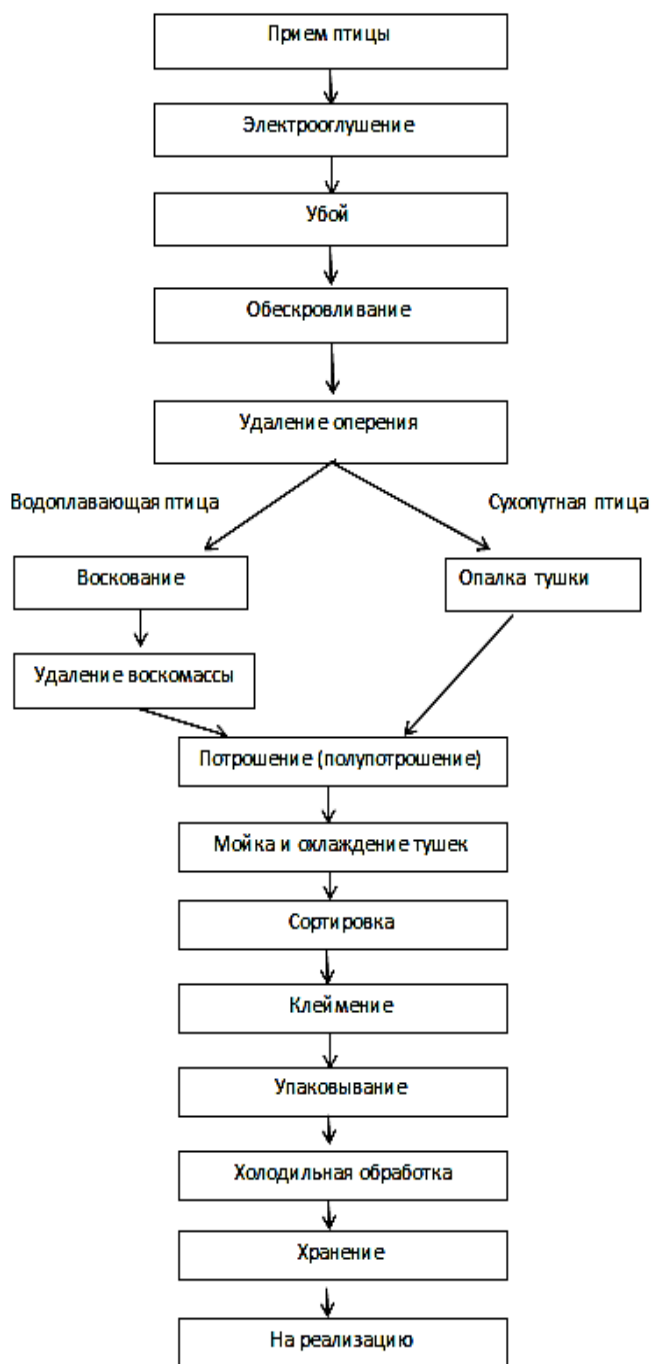 Прием птицы
Электрооглушение
Убой
Обескровливание
Удаление оперения
Водоплавающая птица
Сухопутная птица
Воскование
Опалка тушки
Удаление воскомассы
Потрошение (полупотрошение)
Мойка и охлаждение тушек
Сортировка
Клеймение
Упаковывание
Холодильная обработка
Хранение
На реализацию